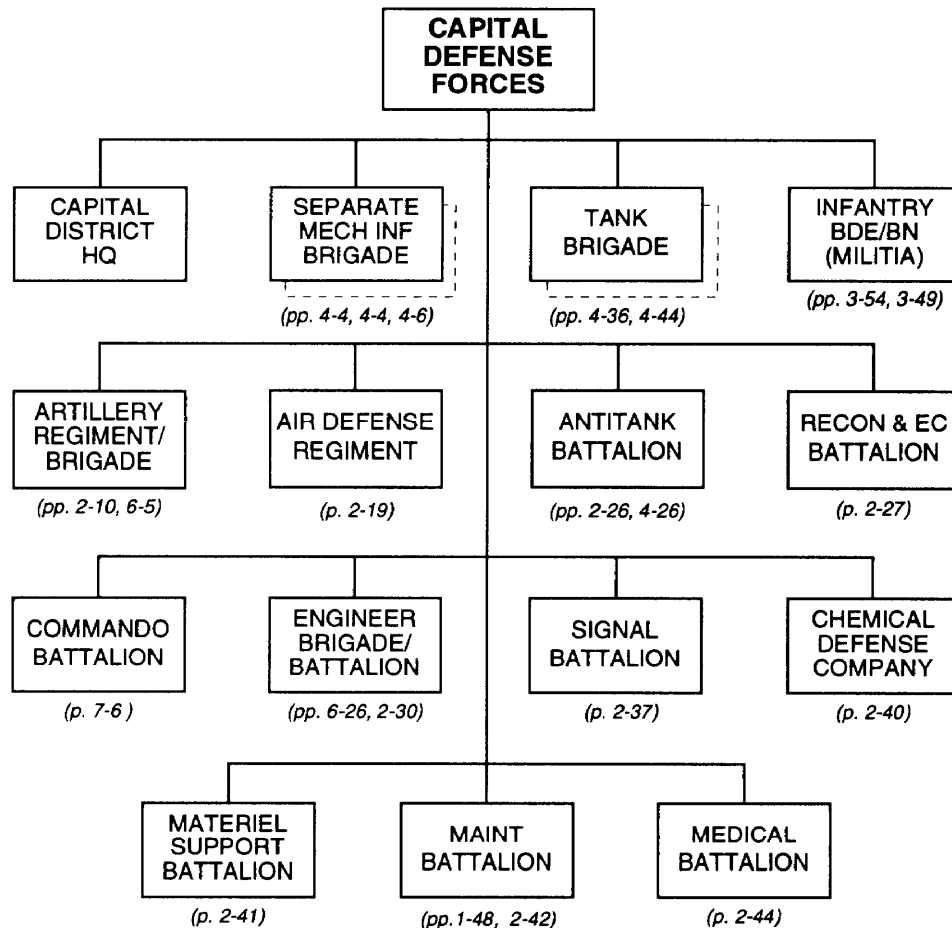 CAPITAL
DEFENSE
FORCES
CAPITAL
DISTRICT
HQ
SEPARATE
MECH INF
BRIGADE
(pp. 4-4, 4-4, 4-6)
TANK
BRIGADE
(pp. 4-36, 4-44)
INFANTRY
BDE/BN
(MILITIA)
(pp. 3-54, 3-49)
ARTILLERY
REGIMENT/
BRIGADE
(pp. 2-10, 6-5)
AIR DEFENSE
REGIMENT
(p. 2-19)
ANTITANK
BATTALION
(pp. 2-26, 4-26)
RECON & EC
BATTALION
(p. 2-27)
COMMANDO
BATTALION
(p. 7-6 )
ENGINEER
BRIGADE/
BATTALION
(pp. 6-26, 2-30)
SIGNAL
BATTALION
(p. 2-37)
CHEMICAL
DEFENSE
COMPANY
(p. 2-40)
MATERIEL
SUPPORT
BATTALION
(p. 2-41)
MAINT
BATTALION
(pp.1-48, 2-42)
MEDICAL
BATTALION
(p. 2-44)